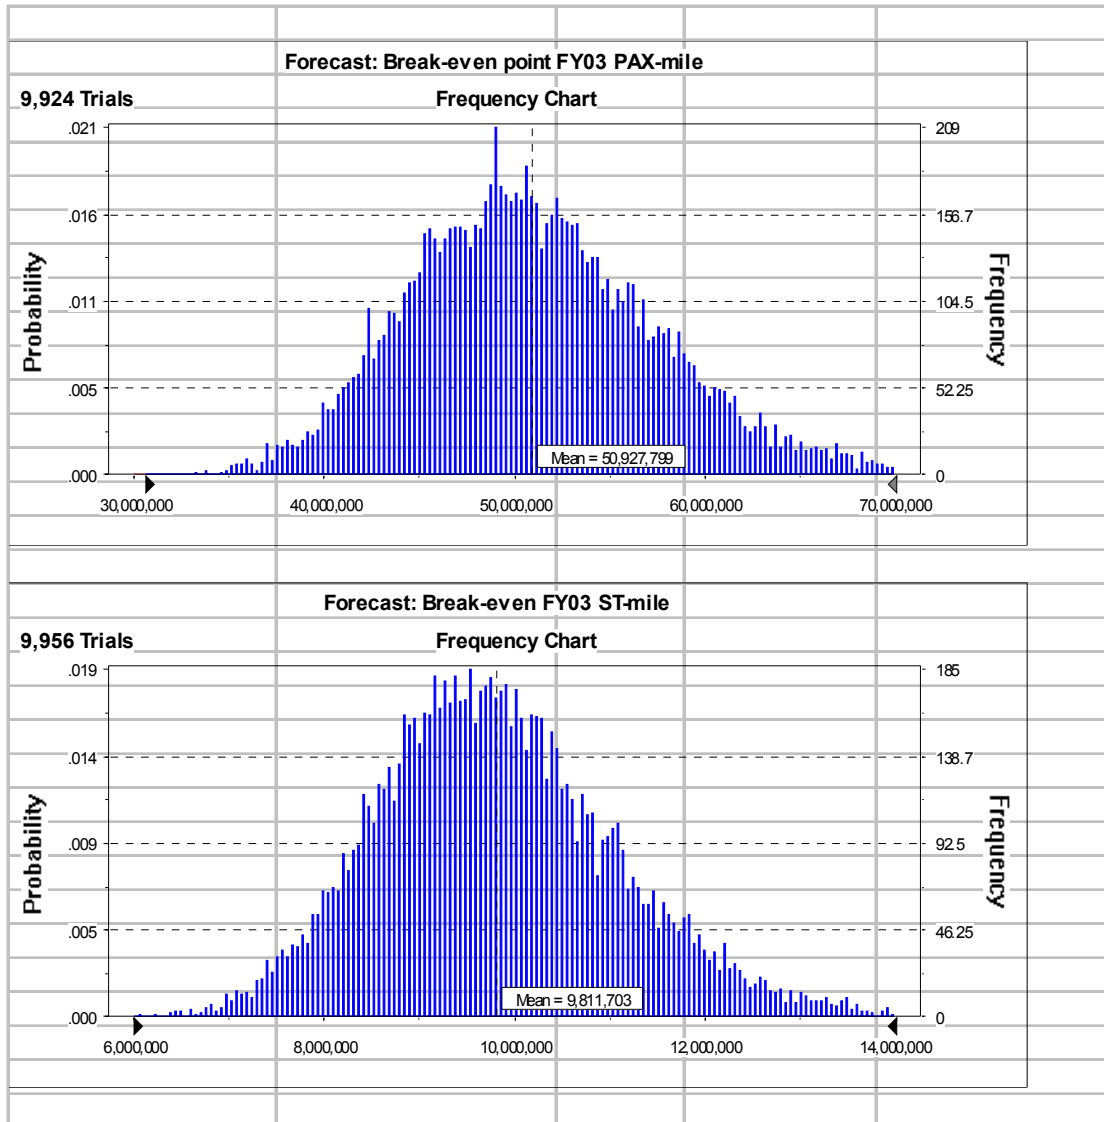 Forecast: Break-even point FY03 PAX-mile
9,924 Trials
Frequency Chart
.021
.016
.011
.005
.000
Probability
209
156.7
104.5
52.25
0
Frequency
Mean = 50,927,799
30,000,000 40,000,000 50,000,000 60,000,000 70,000,000
Forecast: Break-even FY03 ST-mile
9,956 Trials
Frequency Chart
.019
.014
.009
.005
.000
Probability
185
138.7
92.5
46.25
0
Frequency
Mean = 9,811,703
6,000,000 8,000,000 10,000,000 12,000,000 14,000,000